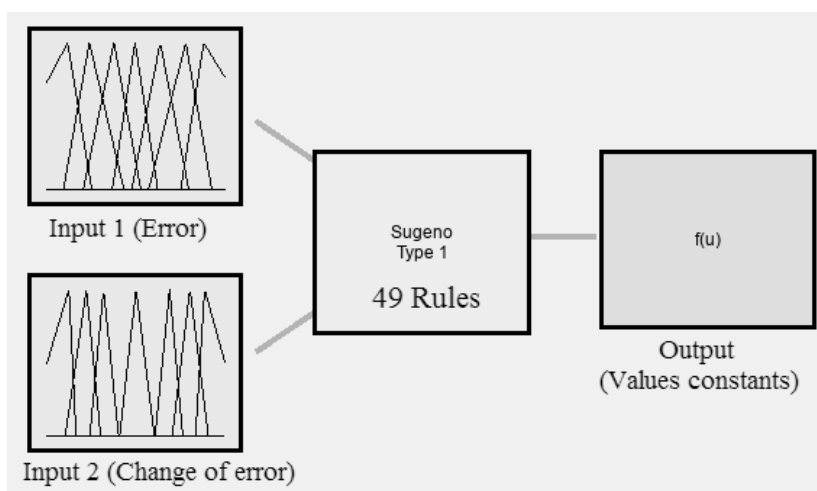 Input 1 (Error)
Sugeno
Type 1
49 Rules
f(u)
Output
(Values constants)
Input 2 (Change of error)